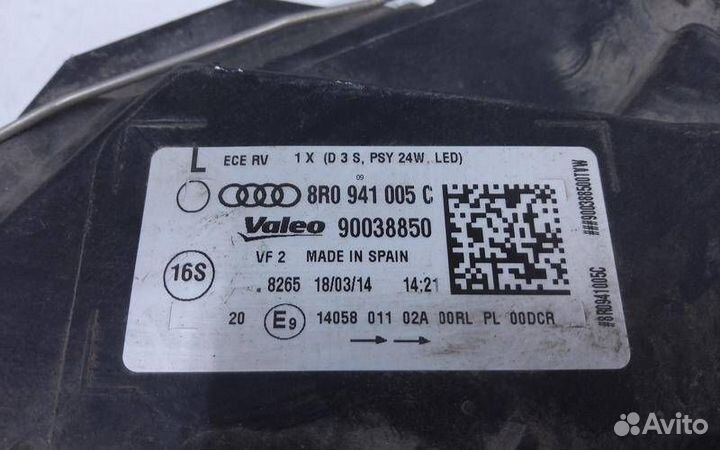 L ECE RV 1 X (D 3 S, PSY 24W, LED)
09
8R0 941 005 C
Valeo 90038850
VF 2 MADE IN SPAIN
16S
. 8265 18/03/14 14:21
20 E9 14058 011 02A 00RL PL 00DCR
#8R0941005C
Avito